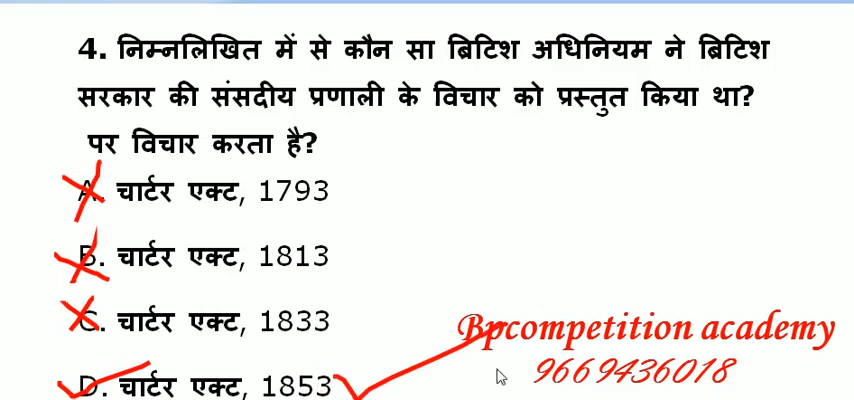 4. निम्नलिखित में से कौन सा ब्रिटिश अधिनियम ने ब्रिटिश
सरकार की संसदीय प्रणाली के विचार को प्रस्तुत किया था?
पर विचार करता है?
A. चार्टर एक्ट, 1793
B. चार्टर एक्ट, 1813
C. चार्टर एक्ट, 1833
Bpcompetition academy
D. चार्टर एक्ट, 1853
9669436018